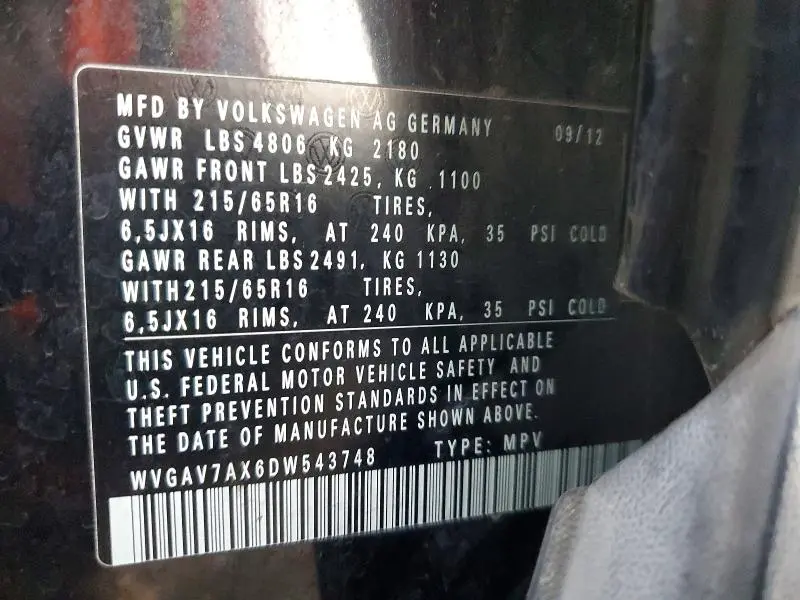 MFD BY VOLKSWAGEN AG GERMANY 09/12
GVWR LBS 4806 KG 2180
GAWR FRONT LBS 2425, KG 1100
WITH 215/65R16 TIRES,
6,5JX16 RIMS, AT 240 KPA, 35 PSI COLD
GAWR REAR LBS 2491, KG 1130
WITH 215/65R16 TIRES,
6,5JX16 RIMS, AT 240 KPA, 35 PSI COLD
THIS VEHICLE CONFORMS TO ALL APPLICABLE
U.S. FEDERAL MOTOR VEHICLE SAFETY AND
THEFT PREVENTION STANDARDS IN EFFECT ON
THE DATE OF MANUFACTURE SHOWN ABOVE.
WVGAV7AX6DW543748 TYPE: MPV